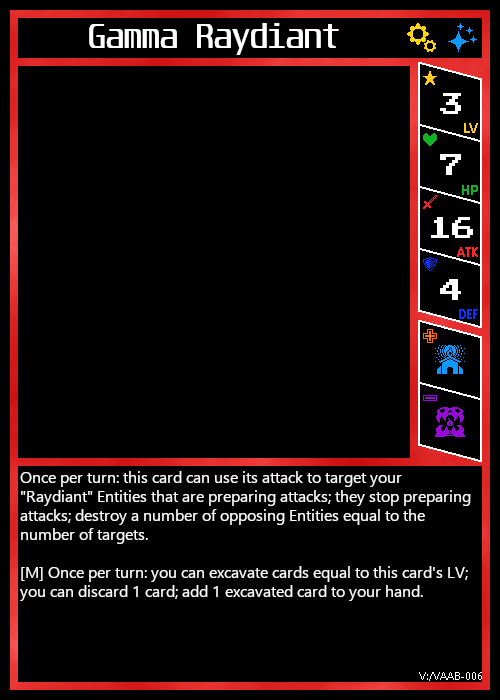 Gamma Raydiant
3
LV
7
HP
16
ATK
4
DEF
Once per turn: this card can use its attack to target your
"Raydiant" Entities that are preparing attacks; they stop preparing
attacks; destroy a number of opposing Entities equal to the
number of targets.
[M] Once per turn: you can excavate cards equal to this card's LV;
you can discard 1 card; add 1 excavated card to your hand.
V:/VAAB-006